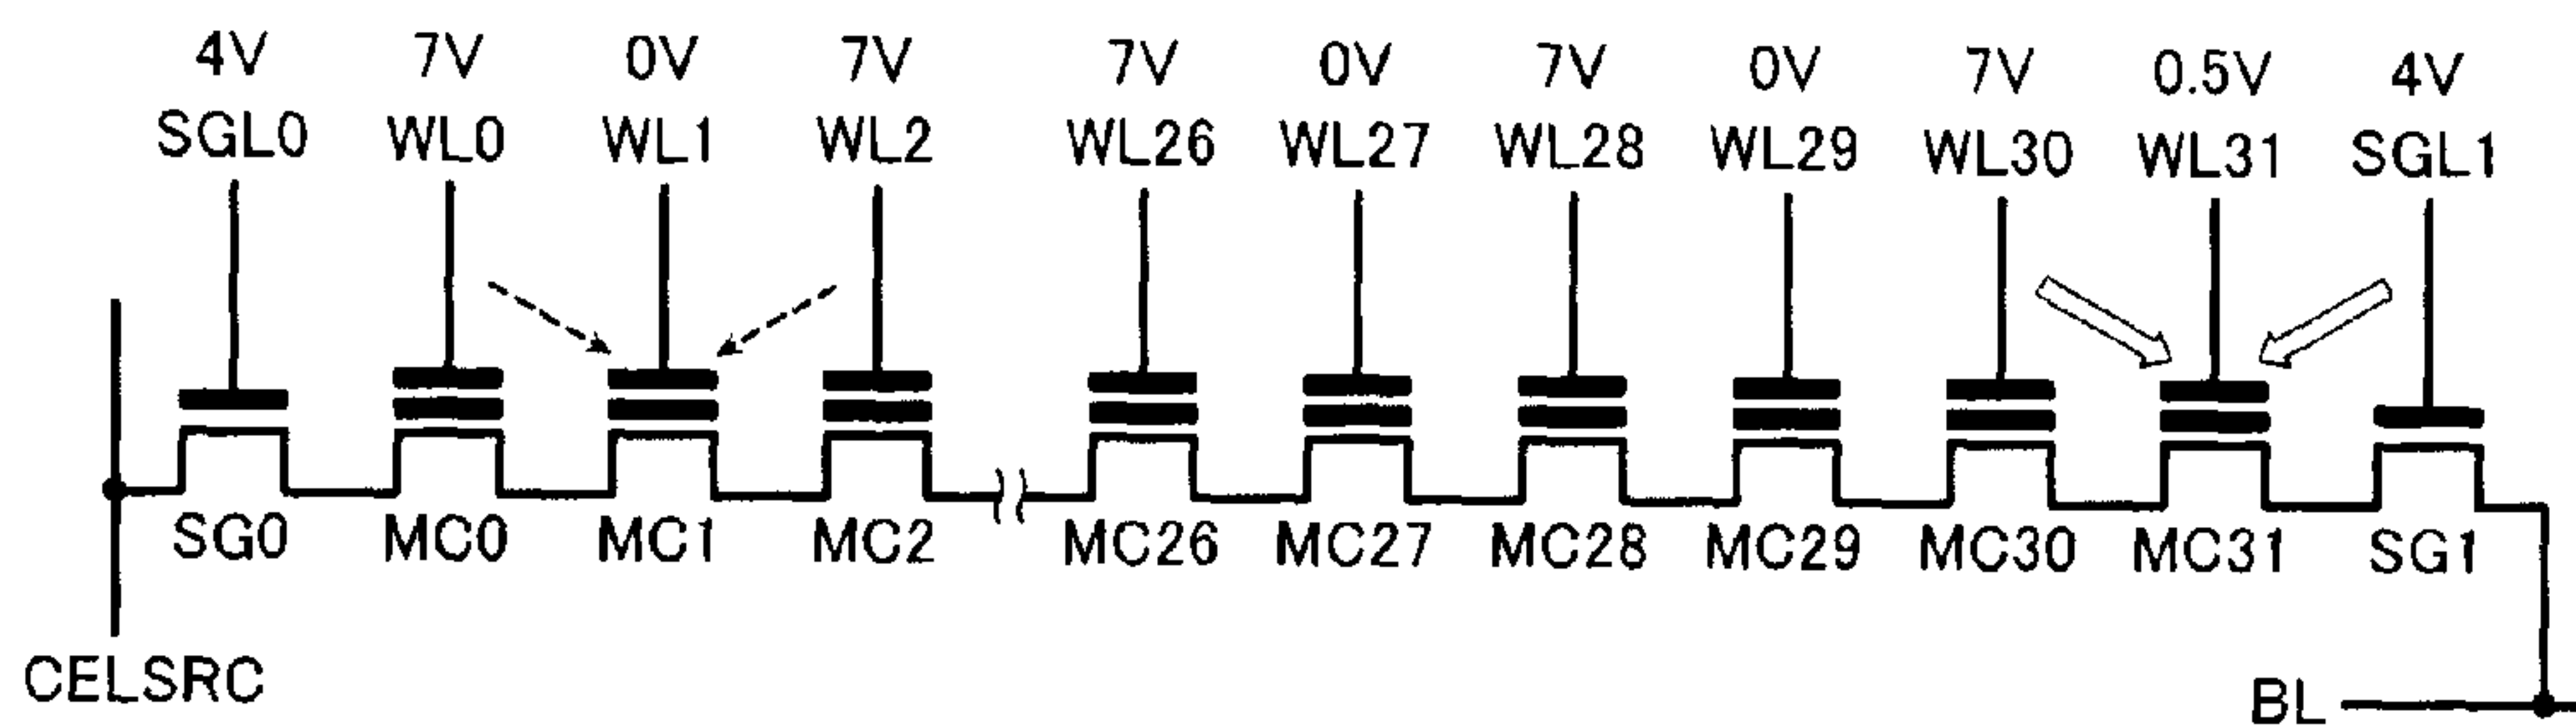 4V 7V 0V 7V 7V 0V 7V 0V 7V 0.5V 4V
SGL0 WL0 WL1 WL2 WL26 WL27 WL28 WL29 WL30 WL31 SGL1
SG0 MC0 MC1 MC2 MC26 MC27 MC28 MC29 MC30 MC31 SG1
CELSRC BL